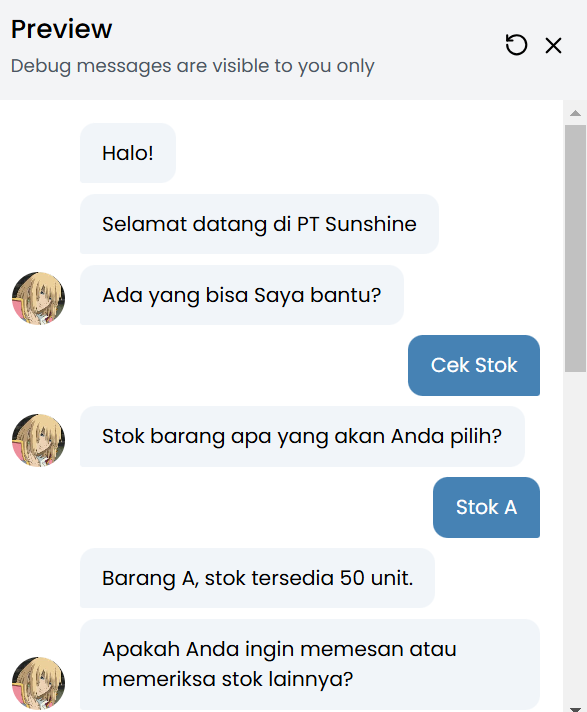 Preview
Debug messages are visible to you only
Halo!
Selamat datang di PT Sunshine
Ada yang bisa Saya bantu?
Cek Stok
Stok barang apa yang akan Anda pilih?
Stok A
Barang A, stok tersedia 50 unit.
Apakah Anda ingin memesan atau
memeriksa stok lainnya?